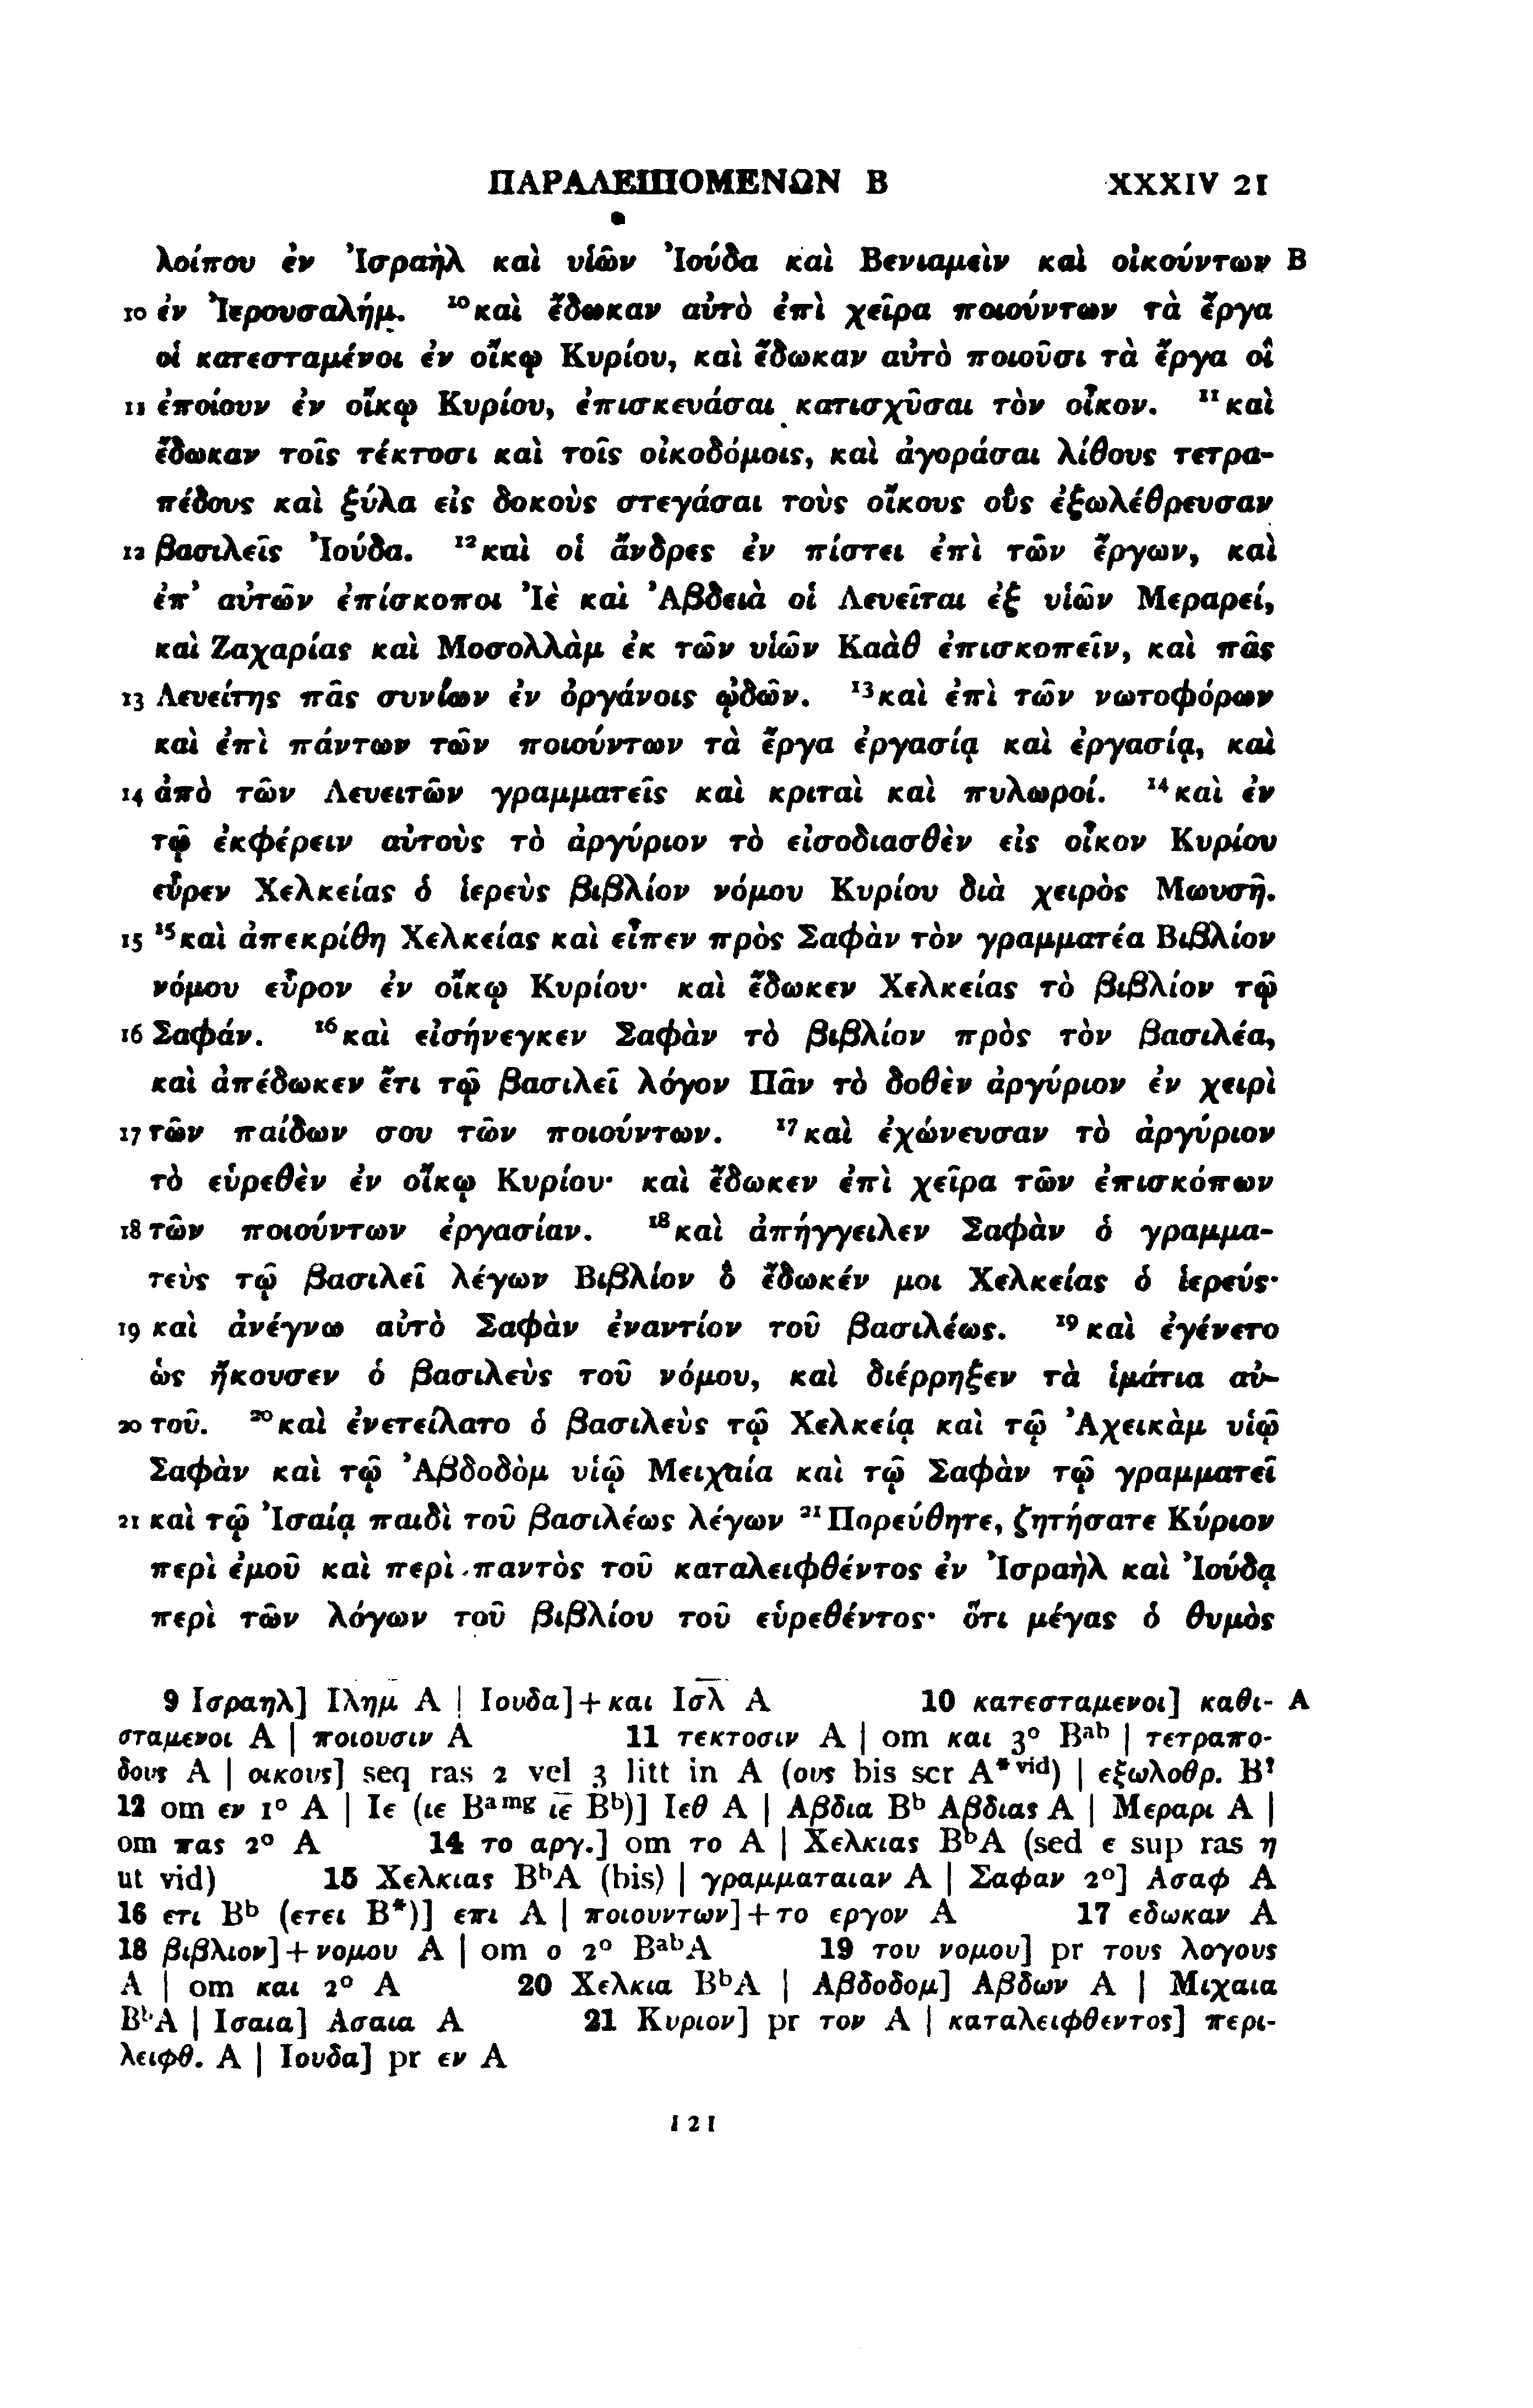 ΠΑΡΑΛΕΙΠΟΜΕΝΩΝ Β XXXIV 21
λοίπου ἐν Ἰσραὴλ καὶ υἱῶν Ἰούδα καὶ Βενιαμεὶν καὶ οἰκούντων B
10 ἐν Ἰερουσαλήμ. ¹⁰καὶ ἔδωκαν αὐτὸ ἐπὶ χεῖρα ποιούντων τὰ ἔργα
οἱ κατεσταμένοι ἐν οἴκῳ Κυρίου, καὶ ἔδωκαν αὐτὸ ποιοῦσι τὰ ἔργα οἳ
11 ἐποίουν ἐν οἴκῳ Κυρίου, ἐπισκευάσαι κατισχῦσαι τὸν οἶκον. ¹¹καὶ
ἔδωκαν τοῖς τέκτοσι καὶ τοῖς οἰκοδόμοις, καὶ ἀγοράσαι λίθους τετρα-
πέδους καὶ ξύλα εἰς δοκοὺς στεγάσαι τοὺς οἴκους οὓς ἐξωλέθρευσαν
12 βασιλεῖς Ἰούδα. ¹²καὶ οἱ ἄνδρες ἐν πίστει ἐπὶ τῶν ἔργων, καὶ
ἐπ’ αὐτῶν ἐπίσκοποι Ἰὲ καὶ Ἀβδειὰ οἱ Λευεῖται ἐξ υἱῶν Μεραρεί,
καὶ Ζαχαρίας καὶ Μοσολλὰμ ἐκ τῶν υἱῶν Καὰθ ἐπισκοπεῖν, καὶ πᾶς
13 Λευείτης πᾶς συνίων ἐν ὀργάνοις ᾠδῶν. ¹³καὶ ἐπὶ τῶν νωτοφόρων
καὶ ἐπὶ πάντων τῶν ποιούντων τὰ ἔργα ἐργασίᾳ καὶ ἐργασίᾳ, καὶ
14 ἀπὸ τῶν Λευειτῶν γραμματεῖς καὶ κριταὶ καὶ πυλωροί. ¹⁴καὶ ἐν
τῷ ἐκφέρειν αὐτοὺς τὸ ἀργύριον τὸ εἰσοδιασθὲν εἰς οἶκον Κυρίου
εὗρεν Χελκείας ὁ ἱερεὺς βιβλίον νόμου Κυρίου διὰ χειρὸς Μωυσῆ.
15 ¹⁵καὶ ἀπεκρίθη Χελκείας καὶ εἶπεν πρὸς Σαφὰν τὸν γραμματέα Βιβλίον
νόμου εὗρον ἐν οἴκῳ Κυρίου· καὶ ἔδωκεν Χελκείας τὸ βιβλίον τῷ
16 Σαφάν. ¹⁶καὶ εἰσήνεγκεν Σαφὰν τὸ βιβλίον πρὸς τὸν βασιλέα,
καὶ ἀπέδωκεν ἔτι τῷ βασιλεῖ λόγον Πᾶν τὸ δοθὲν ἀργύριον ἐν χειρὶ
17 τῶν παίδων σου τῶν ποιούντων. ¹⁷καὶ ἐχώνευσαν τὸ ἀργύριον
τὸ εὑρεθὲν ἐν οἴκῳ Κυρίου· καὶ ἔδωκεν ἐπὶ χεῖρα τῶν ἐπισκόπων
18 τῶν ποιούντων ἐργασίαν. ¹⁸καὶ ἀπήγγειλεν Σαφὰν ὁ γραμμα-
τεὺς τῷ βασιλεῖ λέγων Βιβλίον ὃ ἔδωκέν μοι Χελκείας ὁ ἱερεύς·
19 καὶ ἀνέγνω αὐτὸ Σαφὰν ἐναντίον τοῦ βασιλέως. ¹⁹καὶ ἐγένετο
ὡς ἤκουσεν ὁ βασιλεὺς τοῦ νόμου, καὶ διέρρηξεν τὰ ἱμάτια αὐ-
20 τοῦ. ²⁰καὶ ἐνετείλατο ὁ βασιλεὺς τῷ Χελκείᾳ καὶ τῷ Ἀχεικὰμ υἱῷ
Σαφὰν καὶ τῷ Ἀβδοδὸμ υἱῷ Μειχαία καὶ τῷ Σαφὰν τῷ γραμματεῖ
21 καὶ τῷ Ἰσαίᾳ παιδὶ τοῦ βασιλέως λέγων ²¹Πορεύθητε, ζητήσατε Κύριον
περὶ ἐμοῦ καὶ περὶ παντὸς τοῦ καταλειφθέντος ἐν Ἰσραὴλ καὶ Ἰούδᾳ
περὶ τῶν λόγων τοῦ βιβλίου τοῦ εὑρεθέντος· ὅτι μέγας ὁ θυμὸς
9 Ισραηλ] Ιλημ̄ A | Ιουδα]+και Ισ̄λ̄ A 10 κατεσταμενοι] καθι- A
σταμενοι A | ποιουσιν A 11 τεκτοσιν A | om και 3° Bᵃᵇ | τετραπο-
δους A | οικους] seq ras 2 vel 3 litt in A (ους bis scr A*ᵛⁱᵈ) | εξωλοθρ. B?
12 om εν 1° A | Ιε (ιε Bᵃᵐᵍ ιε̄ Bᵇ)] Ιεθ A | Αβδια Bᵇ Αβδιας A | Μεραρι A |
om πας 2° A 14 το αργ.] om το A | Χελκιας BᵇA (sed ε sup ras η
ut vid) 15 Χελκιας BᵇA (bis) | γραμματαιαν A | Σαφαν 2°] Ασαφ A
16 ετι Bᵇ (ετει B*)] επι A | ποιουντων]+το εργον A 17 εδωκαν A
18 βιβλιον]+νομου A | om ο 2° BᵃᵇA 19 του νομου] pr τους λογους
A | om και 2° A 20 Χελκια BᵇA | Αβδοδομ] Αβδων A | Μιχαια
BᵇA | Ισαια] Ασαια A 21 Κυριον] pr τον A | καταλειφθεντος] περι-
λειφθ. A | Ιουδα] pr εν A
121